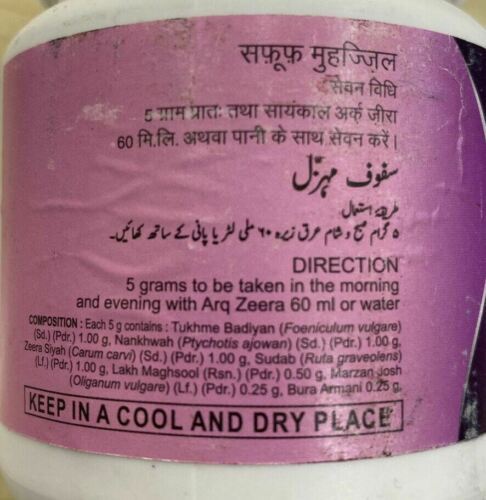 सफ़ूफ़ मुहज़्ज़िल
सेवन विधि
5 ग्राम प्रातः तथा सायंकाल अर्क़ ज़ीरा
60 मि.लि. अथवा पानी के साथ सेवन करें।
سفوف مہزّل
طریقۂ استعمال
۵ گرام صبح و شام عرق زیرہ ۶۰ ملی لٹر یا پانی کے ساتھ کھائیں۔
DIRECTION
5 grams to be taken in the morning
and evening with Arq Zeera 60 ml or water
COMPOSITION : Each 5 g contains : Tukhme Badiyan (Foeniculum vulgare)
(Sd.) (Pdr.) 1.00 g, Nankhwah (Ptychotis ajowan) (Sd.) (Pdr.) 1.00 g,
Zeera Siyah (Carum carvi) (Sd.) (Pdr.) 1.00 g, Sudab (Ruta graveolens)
(Lf.) (Pdr.) 1.00 g, Lakh Maghsool (Rsn.) (Pdr.) 0.50 g, Marzan Josh
(Oliganum vulgare) (Lf.) (Pdr.) 0.25 g, Bura Armani 0.25 g.
KEEP IN A COOL AND DRY PLACE